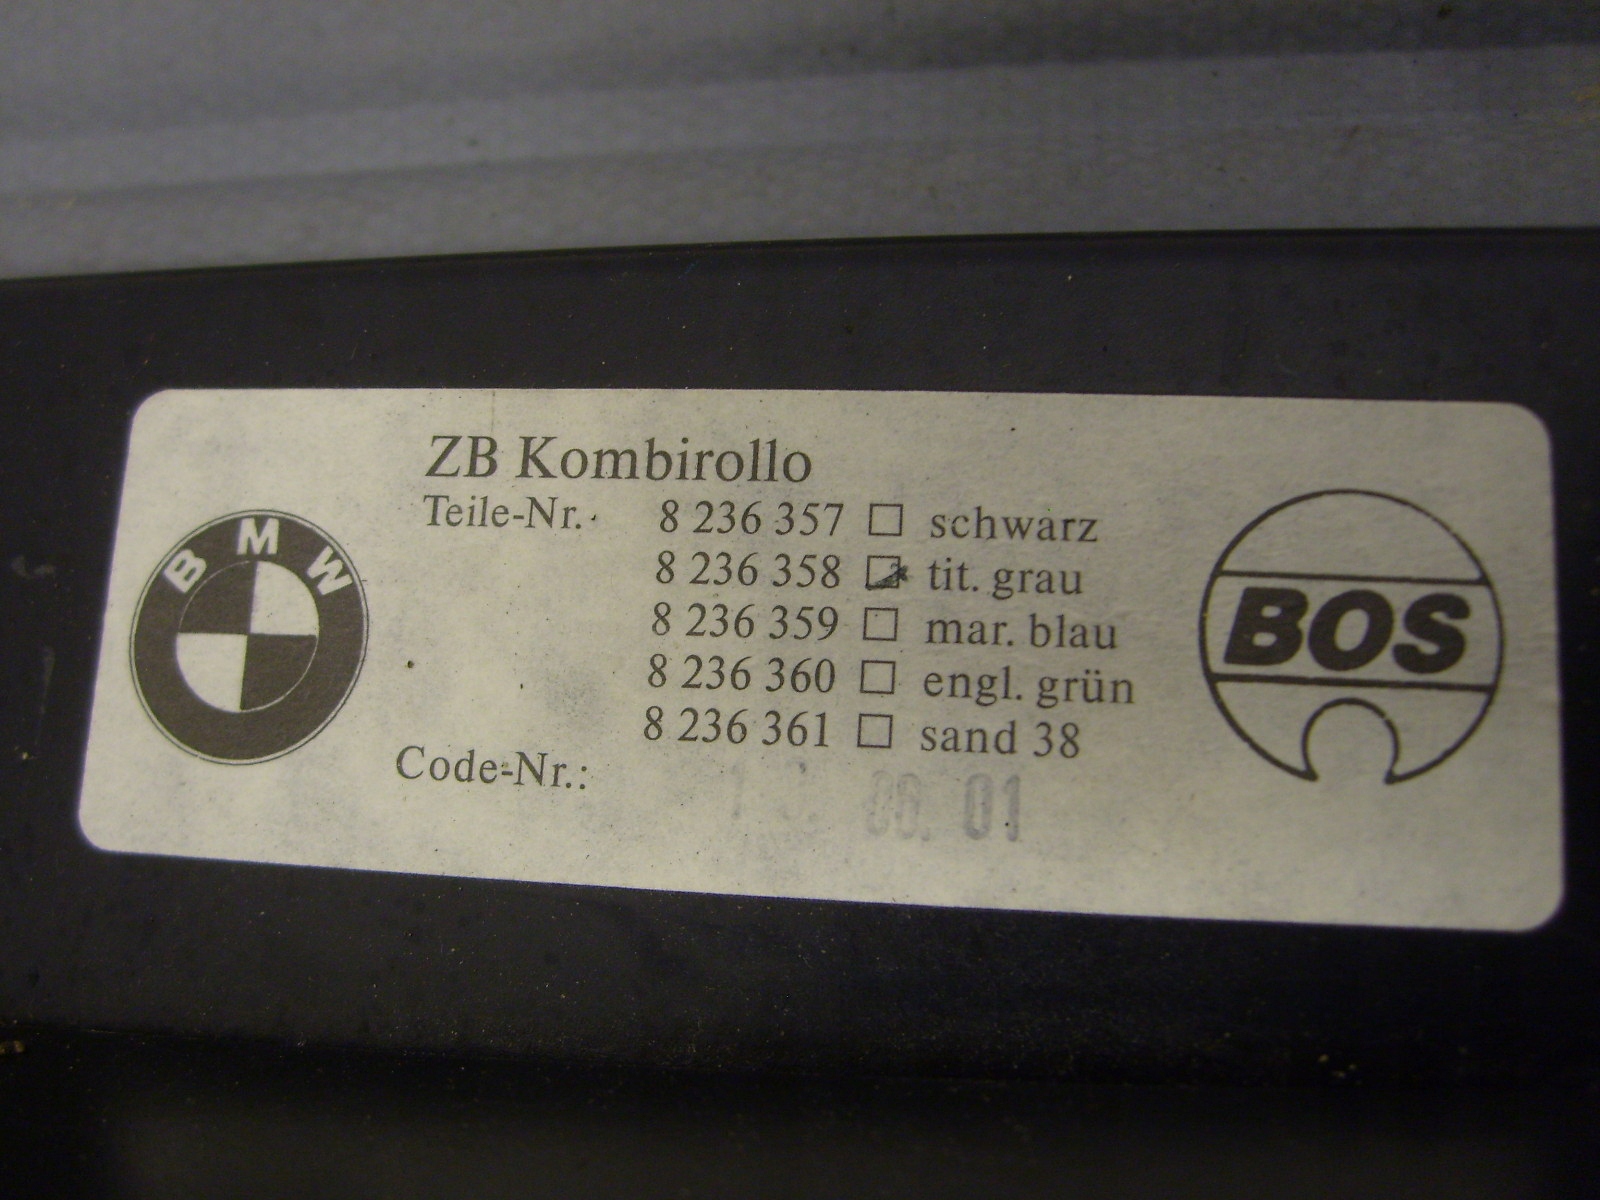 ZB Kombirollo
Teile-Nr.
8 236 357 schwarz
8 236 358 tit. grau
8 236 359 mar. blau
8 236 360 engl. grün
8 236 361 sand 38
Code-Nr.:
01
BMW
BOS